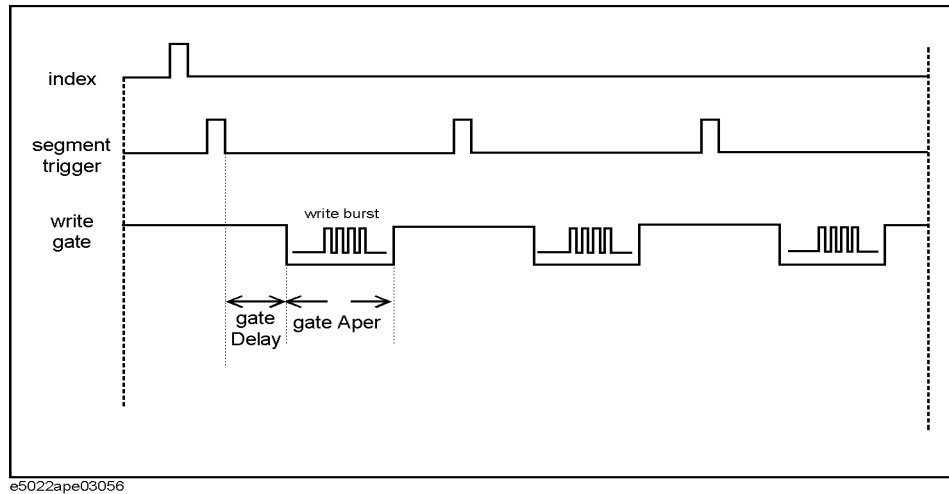 index
segment
trigger
write
gate
write burst
gate
Delay
gate Aper
e5022ape03056